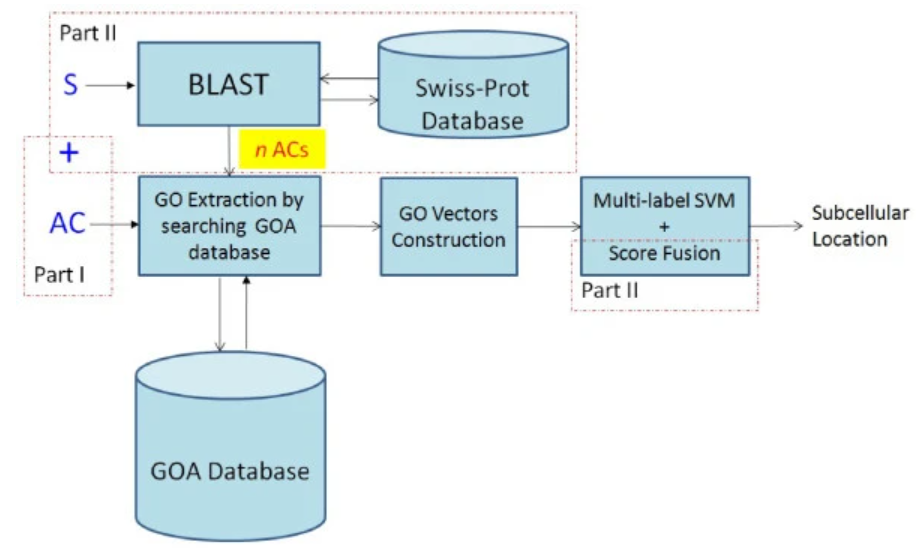 Part II
S
BLAST
Swiss-Prot
Database
+
n ACs
AC
Part I
GO Extraction by
searching GOA
database
GO Vectors
Construction
Multi-label SVM
+
Score Fusion
Part II
Subcellular
Location
GOA Database